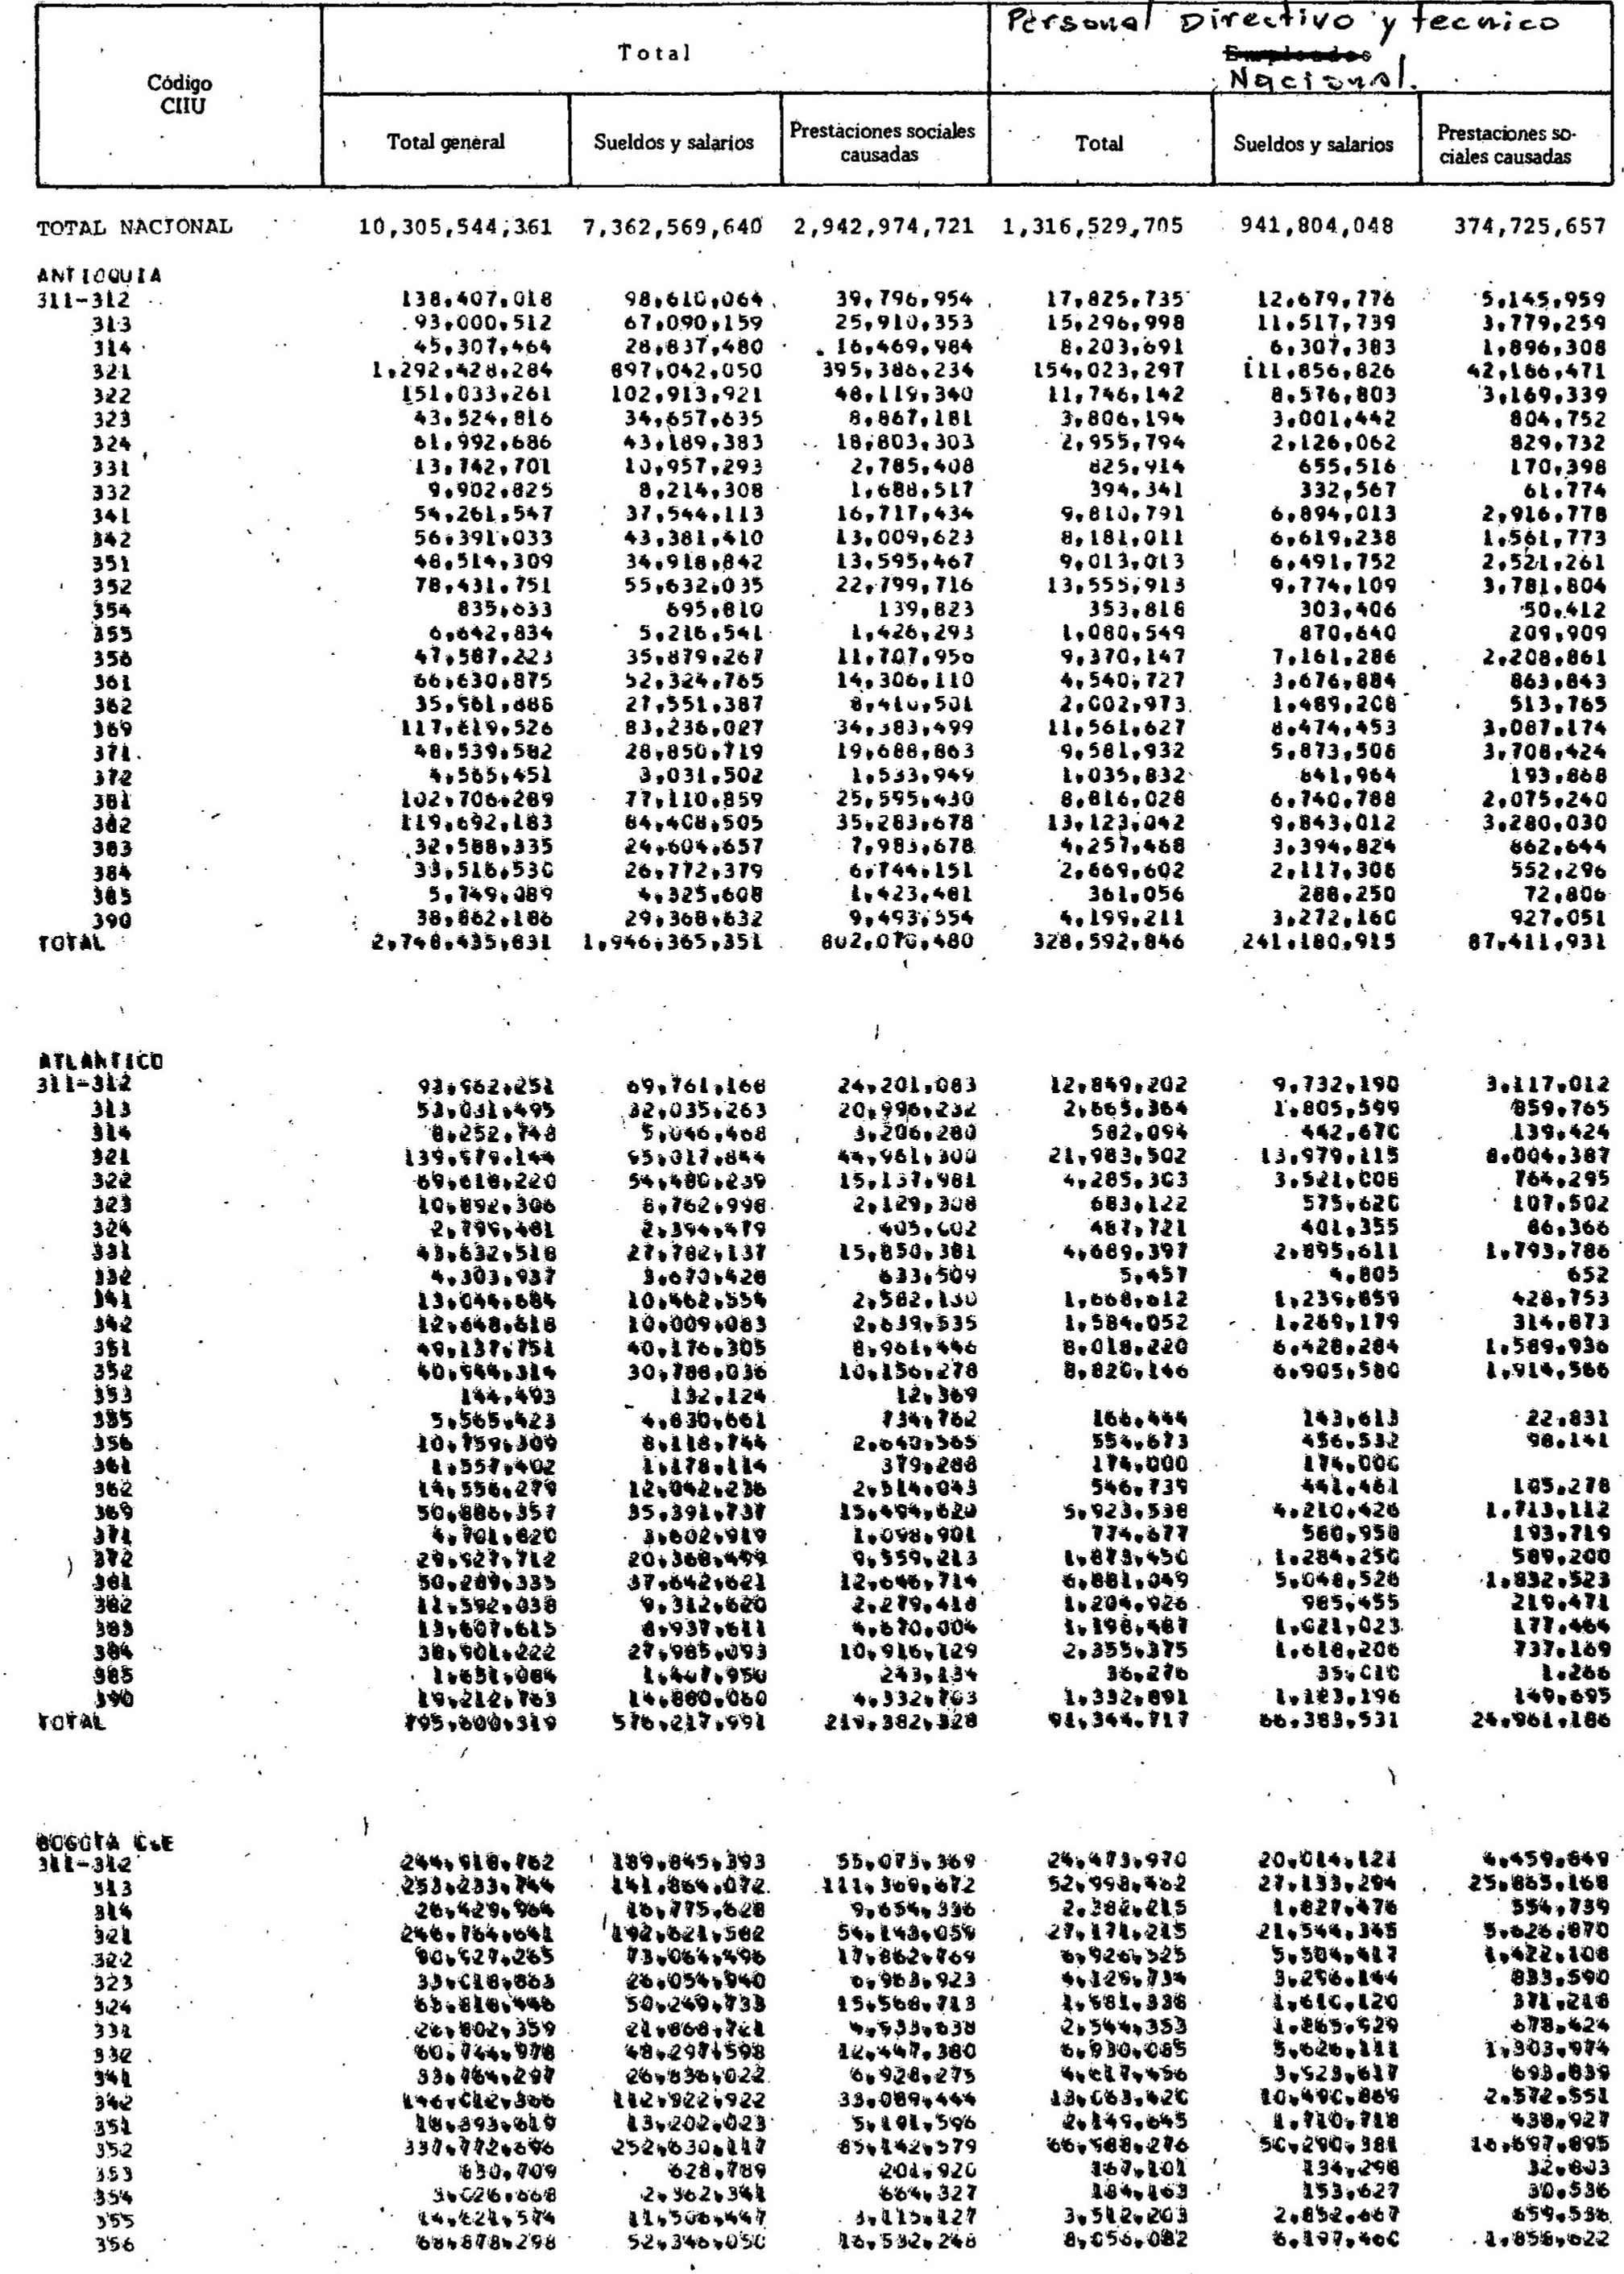 Personal Directivo y tecnico
Total Empleados
Nacional.
Código
CIIU
Total general Sueldos y salarios Prestaciones sociales causadas Total Sueldos y salarios Prestaciones so- ciales causadas
TOTAL NACIONAL 10,305,544,361 7,362,569,640 2,942,974,721 1,316,529,705 941,804,048 374,725,657
ANTIOQUIA
311-312 138,407,018 98,610,064 39,796,954 17,825,735 12,679,776 5,145,959
313 93,000,512 67,090,159 25,910,353 15,296,998 11,517,739 3,779,259
314 45,307,464 28,837,480 16,469,984 8,203,691 6,307,383 1,896,308
321 1,292,428,284 897,042,050 395,386,234 154,023,297 111,856,826 42,166,471
322 151,033,261 102,913,921 48,119,340 11,746,142 8,576,803 3,169,339
323 43,524,816 34,657,635 8,867,181 3,806,194 3,001,442 804,752
324 61,992,686 43,189,383 18,803,303 2,955,794 2,126,062 829,732
331 13,742,701 10,957,293 2,785,408 825,914 655,516 170,398
332 9,902,825 8,214,308 1,688,517 394,341 332,567 61,774
341 54,261,547 37,544,113 16,717,434 9,810,791 6,894,013 2,916,778
342 56,391,033 43,381,410 13,009,623 8,181,011 6,619,238 1,561,773
351 48,514,309 34,918,842 13,595,467 9,013,013 6,491,752 2,521,261
352 78,431,751 55,632,035 22,799,716 13,555,913 9,774,109 3,781,804
354 835,633 695,810 139,823 353,818 303,406 50,412
355 6,642,834 5,216,541 1,426,293 1,080,549 870,640 209,909
356 47,587,223 35,879,267 11,707,956 9,370,147 7,161,286 2,208,861
361 66,630,875 52,324,765 14,306,110 4,540,727 3,676,884 863,843
362 35,961,888 27,551,387 8,410,501 2,002,973 1,489,208 513,765
369 117,619,526 83,236,027 34,383,499 11,561,627 8,474,453 3,087,174
371 48,539,582 28,850,719 19,688,863 9,581,932 5,873,508 3,708,424
372 4,565,451 3,031,502 1,533,949 1,035,832 841,964 193,868
381 102,706,289 77,110,859 25,595,430 8,816,028 6,740,788 2,075,240
382 119,692,183 84,408,505 35,283,678 13,123,042 9,843,012 3,280,030
383 32,588,335 24,604,657 7,983,678 4,257,468 3,394,824 862,644
384 33,516,530 26,772,379 6,744,151 2,669,602 2,117,306 552,296
385 5,749,089 4,325,608 1,423,481 361,056 288,250 72,806
390 38,862,186 29,368,632 9,493,554 4,199,211 3,272,160 927,051
TOTAL 2,748,435,831 1,946,365,351 802,070,480 328,592,846 241,180,915 87,411,931
ATLANTICO
311-312 93,962,251 69,761,168 24,201,083 12,849,202 9,732,190 3,117,012
313 53,031,495 32,035,263 20,996,232 2,665,364 1,805,599 859,765
314 8,252,748 5,046,468 3,206,280 582,094 442,670 139,424
321 139,979,144 95,017,844 44,961,300 21,983,502 13,979,115 8,004,387
322 69,618,220 54,480,239 15,137,981 4,285,303 3,521,008 764,295
323 10,892,306 8,762,998 2,129,308 683,122 575,620 107,502
324 487,721 401,355 86,366
331 43,632,518 27,782,137 15,850,381 4,689,397 2,895,611 1,793,786
332 4,303,937 3,670,428 633,509 5,457 4,805 652
341 13,044,684 10,462,554 2,582,130 1,668,612 1,239,859 428,753
342 12,648,618 10,009,083 2,639,535 1,584,052 1,269,179 314,873
351 49,137,751 40,176,305 8,961,446 8,018,220 6,428,284 1,589,936
352 40,944,314 30,788,036 10,156,278 8,820,146 6,905,580 1,914,566
353 144,493 132,124 12,369
355 5,565,423 4,830,661 734,762 166,444 143,613 22,831
356 10,759,309 8,118,744 2,640,565 554,673 456,532 98,141
361 1,557,402 1,178,114 379,288 174,000 174,000
362 14,556,279 12,042,236 2,514,043 546,739 441,461 105,278
369 50,886,357 35,391,737 15,494,620 5,923,538 4,210,426 1,713,112
371 4,701,820 3,602,919 1,098,901 774,677 580,958 193,719
372 29,927,712 20,368,499 9,559,213 1,873,450 1,284,250 589,200
381 50,289,335 37,642,621 12,646,714 6,881,049 5,048,526 1,832,523
382 11,592,038 9,312,620 2,279,418 1,204,926 985,455 219,471
383 13,607,615 8,937,611 4,670,004 1,198,487 1,021,023 177,464
384 38,901,222 27,985,093 10,916,129 2,355,375 1,618,206 737,169
385 1,651,084 1,407,950 243,134 36,276 35,010 1,266
390 19,212,763 14,880,060 4,332,703 1,332,891 1,183,196 149,695
TOTAL 795,600,319 576,217,991 219,382,328 91,344,717 66,383,531 24,961,186
BOGOTA C.E
311-312 244,918,762 189,845,393 55,073,369 24,473,970 20,014,121 4,459,849
313 253,233,744 141,864,072 111,369,672 52,998,462 27,133,294 25,865,168
314 26,429,964 16,775,628 9,654,336 2,382,215 1,827,476 554,739
321 246,764,641 192,621,582 54,143,059 27,171,215 21,544,345 5,626,870
322 90,927,265 73,064,496 17,862,769 6,926,525 5,504,417 1,422,108
323 33,018,863 26,054,940 6,963,923 3,256,144 833,590
324 65,818,446 50,249,733 15,568,713 1,981,338 1,610,120 371,218
331 26,802,359 21,868,721 4,933,638 2,544,353 1,865,929 678,424
332 60,744,978 48,297,598 12,447,380 6,930,085 5,626,111 1,303,974
341 33,764,297 26,836,022 6,928,275 4,617,456 3,923,617 693,839
342 146,012,366 112,922,922 33,089,444 13,063,420 10,490,869 2,572,551
351 18,393,619 13,202,023 5,191,596 2,149,645 1,710,718 438,927
352 337,772,696 252,630,117 85,142,579 50,290,381
353 830,709 628,789 201,920 167,101 134,298 32,803
354 3,026,668 2,362,341 664,327 184,163 153,627 30,536
355 3,115,127 3,512,203 2,852,667 659,536
356 68,878,298 52,346,050 16,532,248 8,056,082 6,197,460 1,858,622